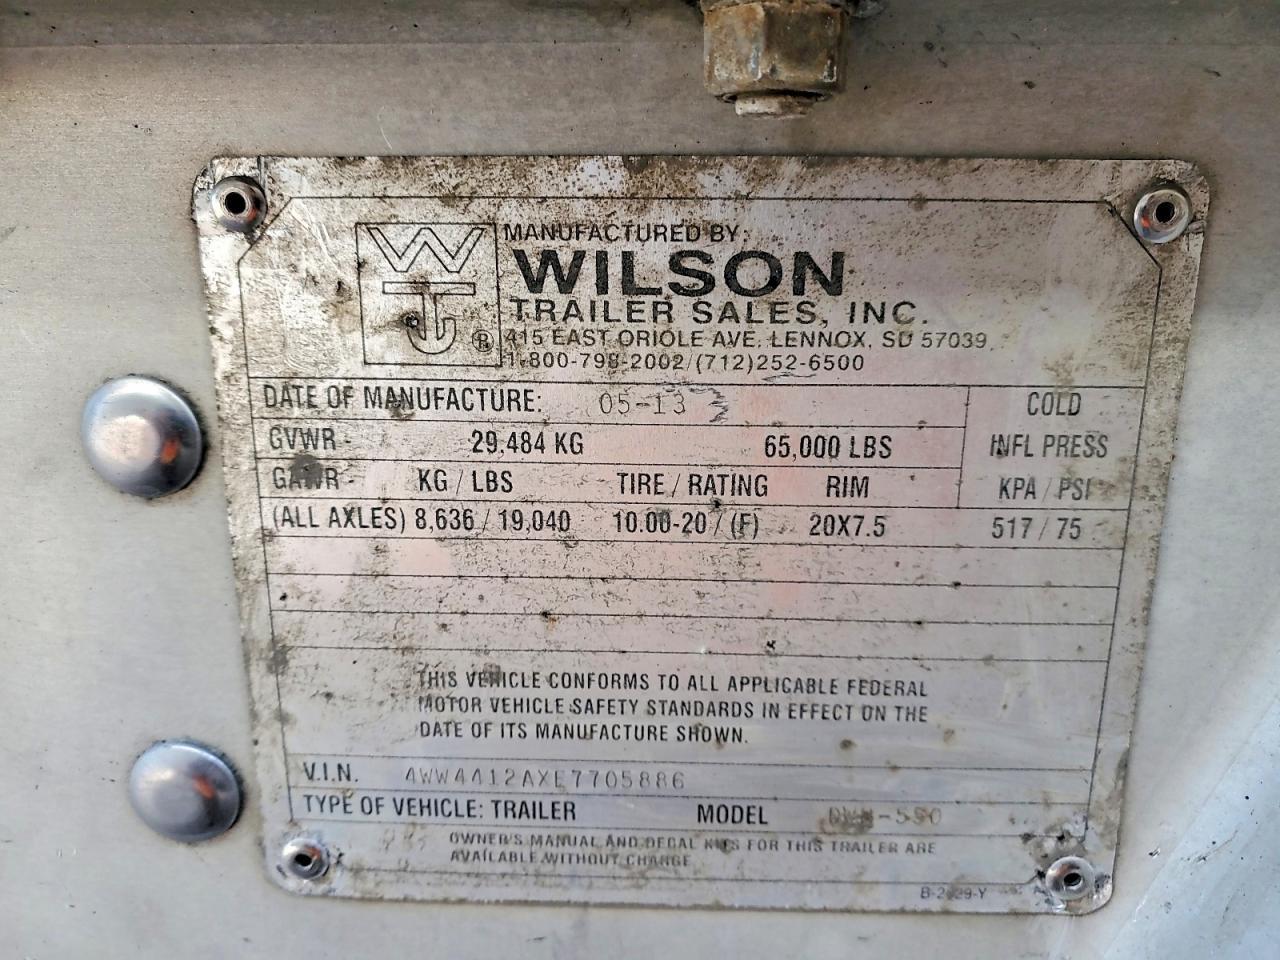 MANUFACTURED BY:
WILSON
TRAILER SALES, INC.
® 415 EAST ORIOLE AVE. LENNOX, SD 57039
1-800-798-2002/(712)252-6500
DATE OF MANUFACTURE: 05-13 COLD
GVWR - 29,484 KG 65,000 LBS INFL PRESS
GAWR - KG / LBS TIRE / RATING RIM KPA / PSI
(ALL AXLES) 8,636 / 19,040 10.00-20 / (F) 20X7.5 517 / 75
THIS VEHICLE CONFORMS TO ALL APPLICABLE FEDERAL
MOTOR VEHICLE SAFETY STANDARDS IN EFFECT ON THE
DATE OF ITS MANUFACTURE SHOWN.
V.I.N. 4WW4412AXE7705886
TYPE OF VEHICLE: TRAILER MODEL
OWNER'S MANUAL AND DECAL KITS FOR THIS TRAILER ARE
AVAILABLE WITHOUT CHARGE